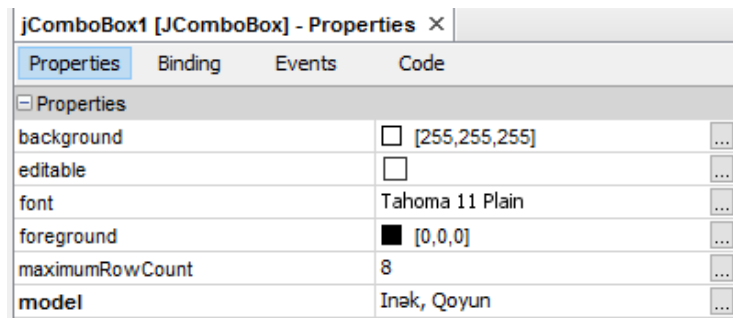 jComboBox1 [JComboBox] - Properties ×
Properties Binding Events Code
Properties
background [255,255,255] ...
editable ...
font Tahoma 11 Plain ...
foreground [0,0,0] ...
maximumRowCount 8 ...
model Inək, Qoyun ...